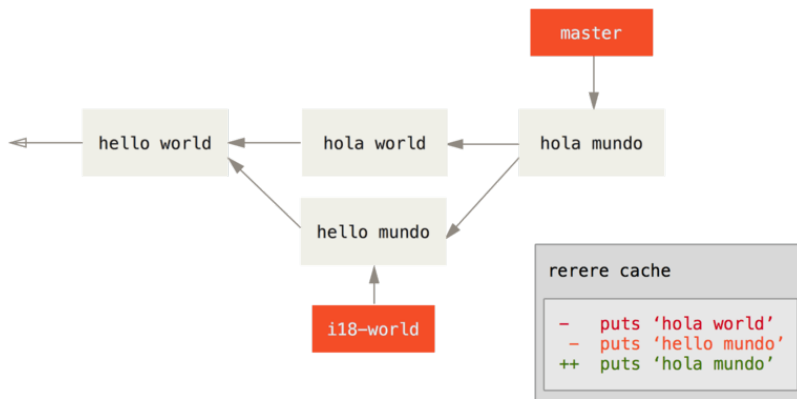 master
hello world
hola world
hola mundo
hello mundo
i18-world
rerere cache
-   puts ‘hola world’
 -  puts ‘hello mundo’
++  puts ‘hola mundo’